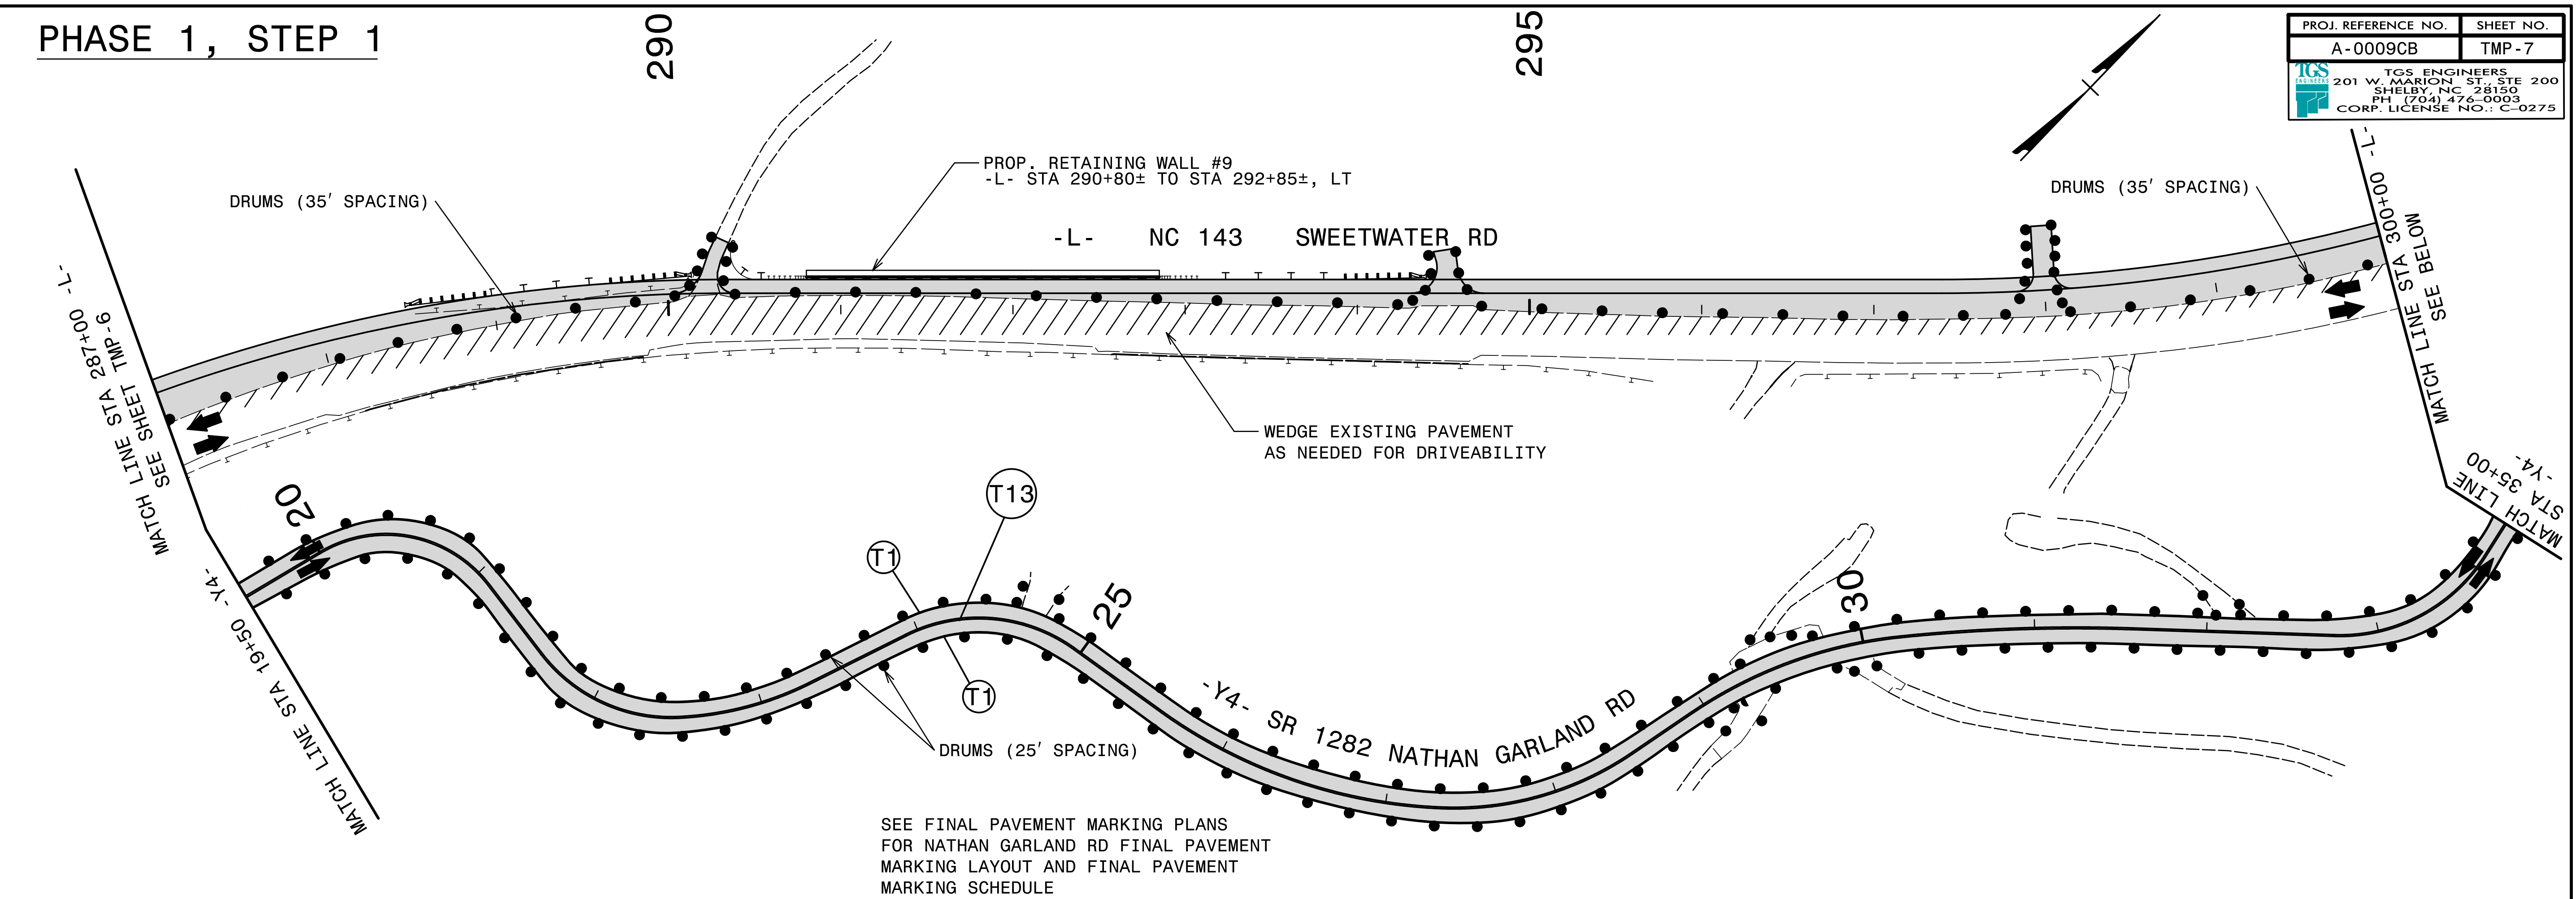 PHASE 1, STEP 1
290
295
PROJ. REFERENCE NO.
SHEET NO.
A-0009CB
TMP-7
TGS
ENGINEERS
TGS ENGINEERS
201 W. MARION ST., STE 200
SHELBY, NC 28150
PH (704) 476-0003
CORP. LICENSE NO.: C-0275
DRUMS (35' SPACING)
PROP. RETAINING WALL #9
-L- STA 290+80± TO STA 292+85±, LT
DRUMS (35' SPACING)
-L- NC 143 SWEETWATER RD
MATCH LINE STA 287+00 -L-
SEE SHEET TMP-6
MATCH LINE STA 300+00 -L-
SEE BELOW
WEDGE EXISTING PAVEMENT
AS NEEDED FOR DRIVEABILITY
MATCH LINE
STA 35+00
-Y4-
20
T13
T1
25
30
T1
-Y4- SR 1282 NATHAN GARLAND RD
MATCH LINE STA 19+50 -Y4-
DRUMS (25' SPACING)
SEE FINAL PAVEMENT MARKING PLANS
FOR NATHAN GARLAND RD FINAL PAVEMENT
MARKING LAYOUT AND FINAL PAVEMENT
MARKING SCHEDULE